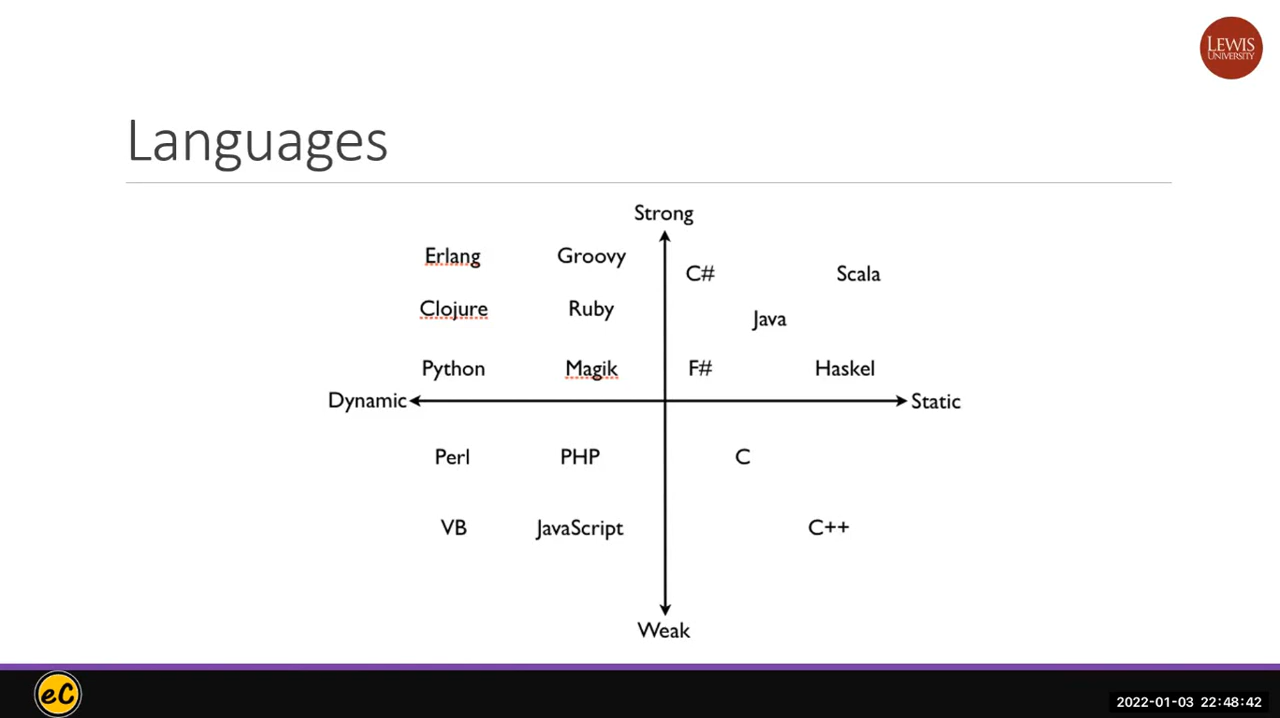 LEWIS
UNIVERSITY
Languages
Strong
Erlang Groovy
C# Scala
Clojure Ruby
Java
Python Magik F# Haskel
Dynamic Static
Perl PHP C
VB JavaScript C++
Weak
eC
2022-01-03 22:48:42